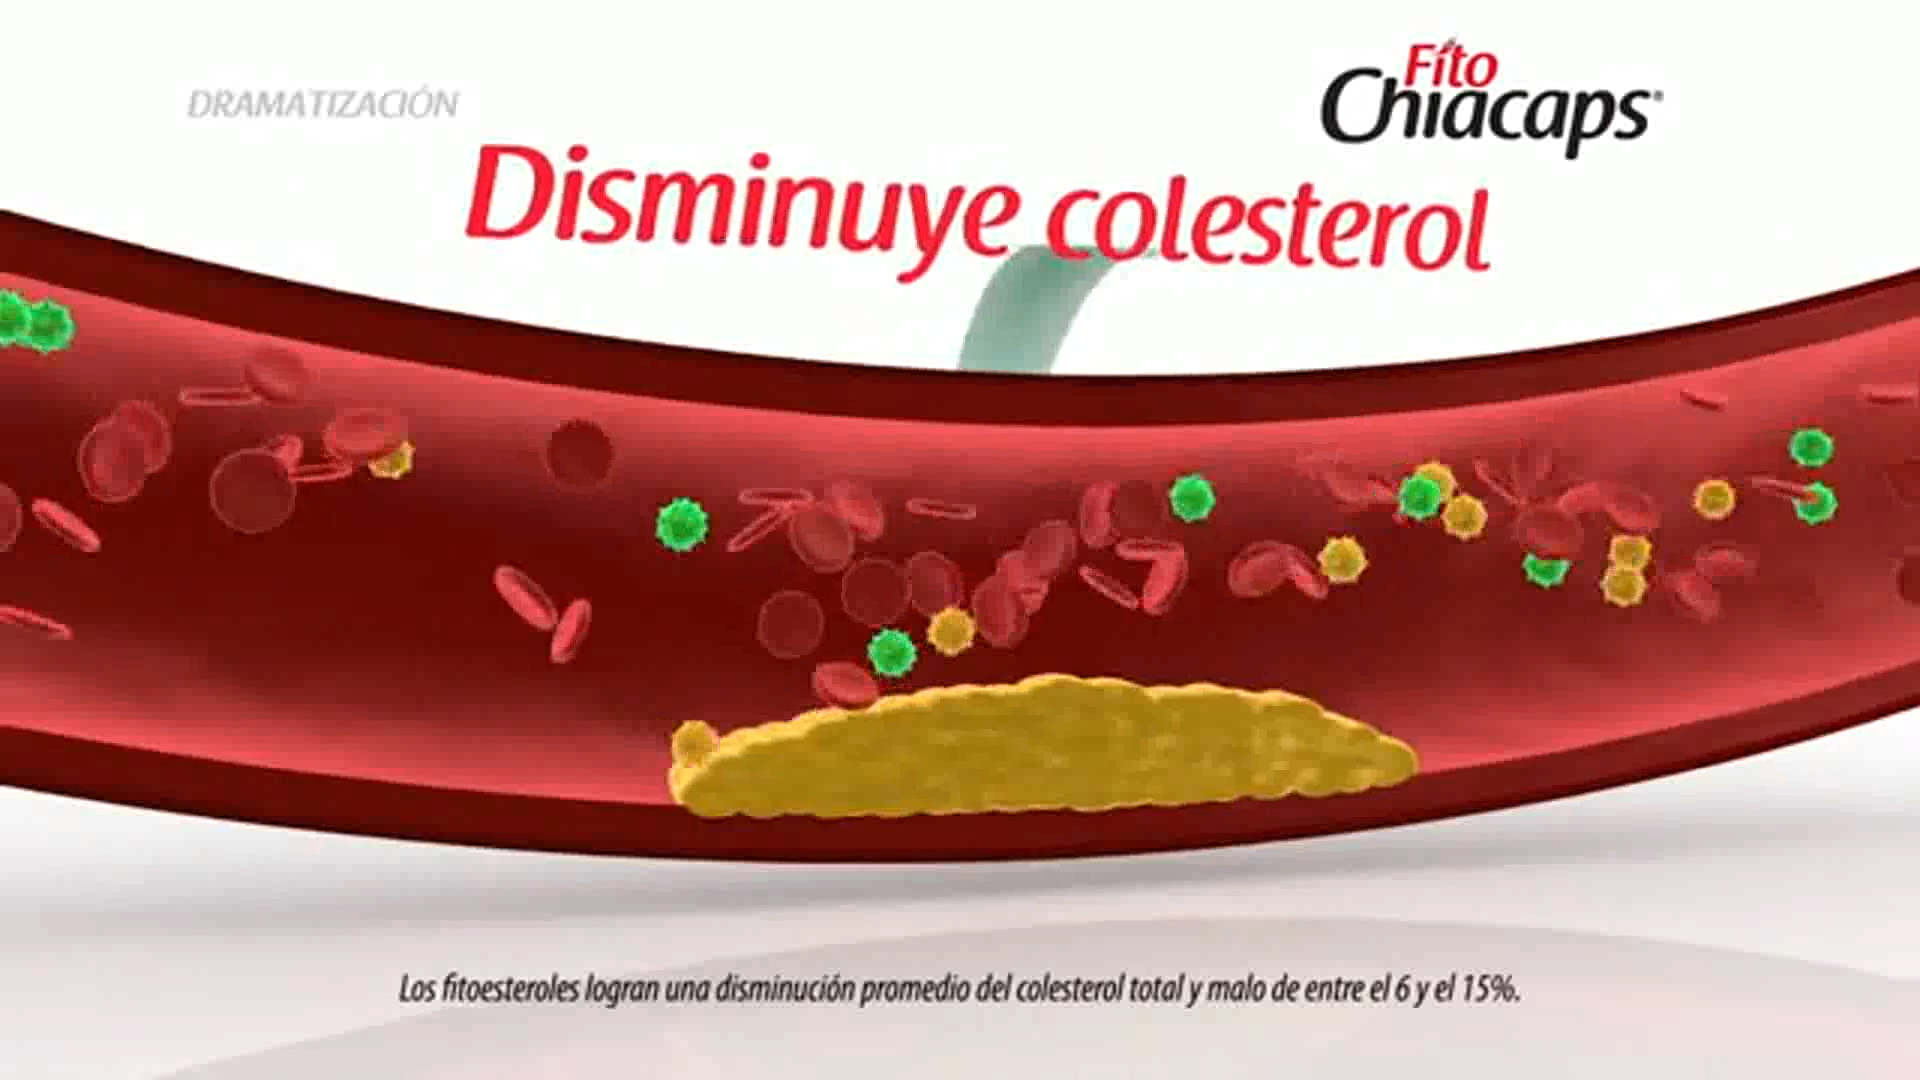 DRAMATIZACIÓN
Fito
Chiacaps®
Disminuye colesterol
Los fitoesteroles logran una disminución promedio del colesterol total y malo de entre el 6 y el 15%.